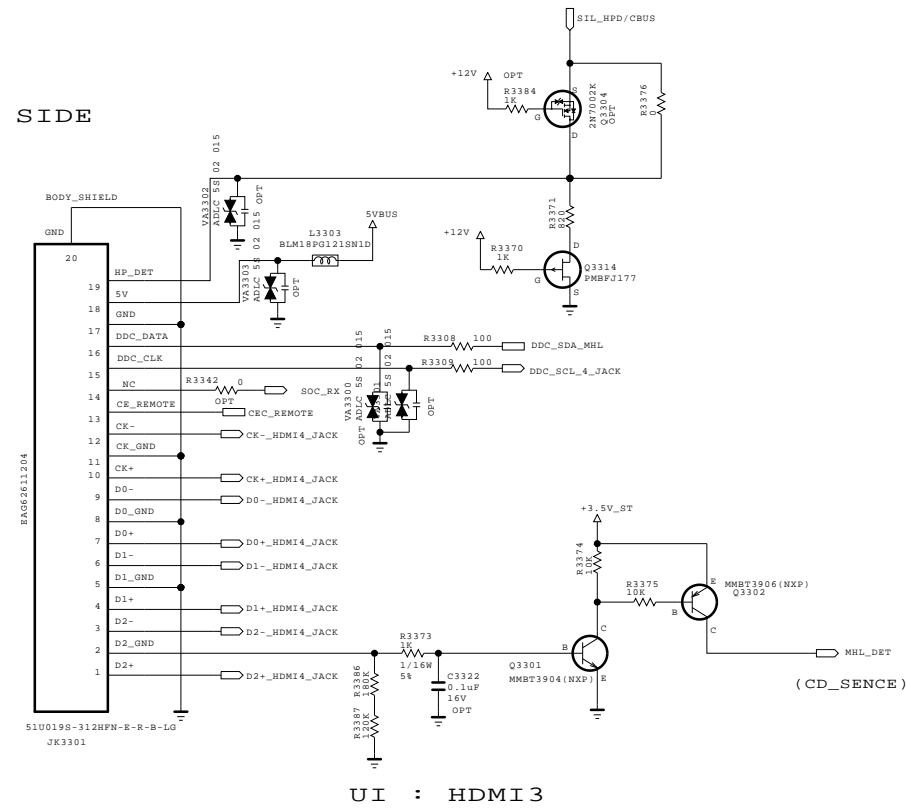 SIL_HPD/CBUS
+12V
OPT
R3384
1K
S
G
D
2N7002K
Q3304
OPT
R3376
0
SIDE
BODY_SHIELD
GND
20
VA3302
ADLC 5S 02 015
OPT
L3303
BLM18PG121SN1D
5VBUS
VA3303
ADLC 5S 02 015
OPT
R3371
820
+12V
R3370
1K
D
G
S
Q3314
PMBFJ177
19 HP_DET
18 5V
17 GND
16 DDC_DATA
R3308 100
DDC_SDA_MHL
15 DDC_CLK
R3309 100
DDC_SCL_4_JACK
VA3300
ADLC 5S 02 015
OPT
VA3301
ADLC 5S 02 015
OPT
14 NC
R3342 0
OPT
SOC_RX
13 CE_REMOTE
CEC_REMOTE
12 CK-
CK-_HDMI4_JACK
11 CK_GND
10 CK+
CK+_HDMI4_JACK
9 D0-
D0-_HDMI4_JACK
8 D0_GND
7 D0+
D0+_HDMI4_JACK
6 D1-
D1-_HDMI4_JACK
5 D1_GND
4 D1+
D1+_HDMI4_JACK
3 D2-
D2-_HDMI4_JACK
2 D2_GND
1 D2+
D2+_HDMI4_JACK
EAG62611204
51U019S-312HFN-E-R-B-LG
JK3301
R3373
1K
1/16W
5%
R3386
180K
R3387
120K
C3322
0.1uF
16V
OPT
+3.5V_ST
R3374
10K
R3375
10K
B
C
E
Q3301
MMBT3904(NXP)
E
B
C
MMBT3906(NXP)
Q3302
MHL_DET
(CD_SENCE)
UI : HDMI3